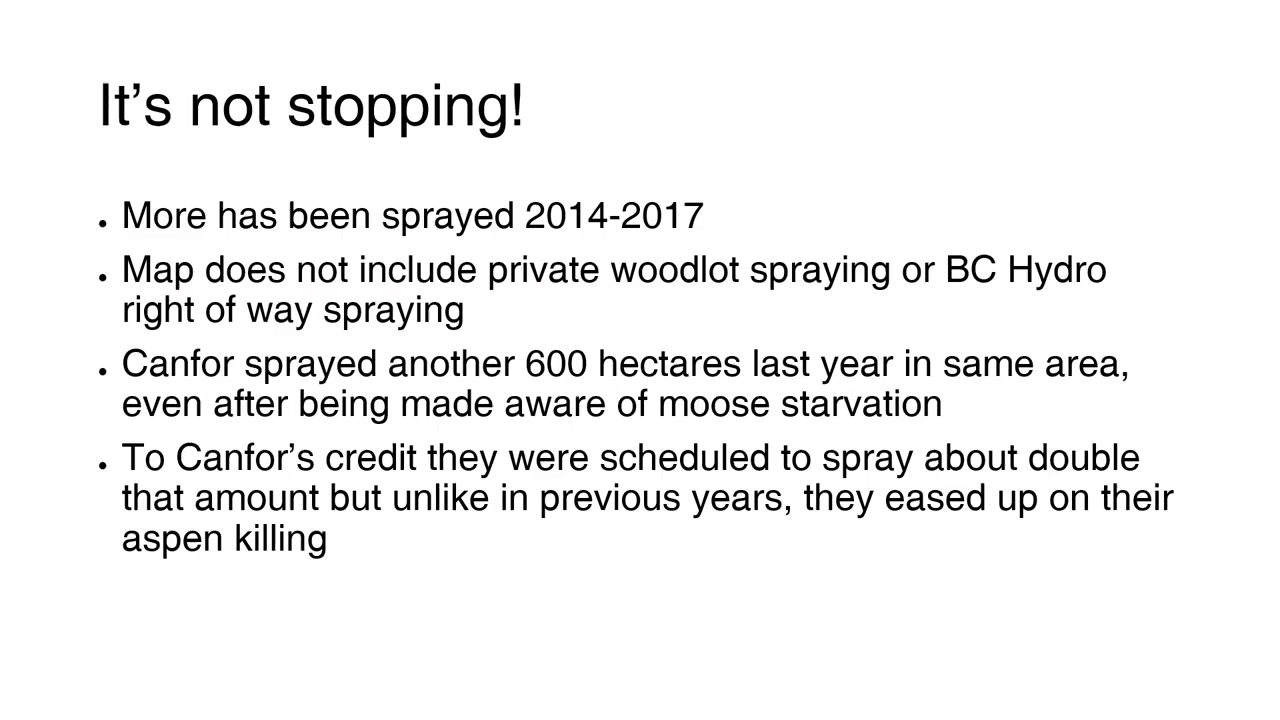 It’s not stopping!
• More has been sprayed 2014-2017
• Map does not include private woodlot spraying or BC Hydro
right of way spraying
• Canfor sprayed another 600 hectares last year in same area,
even after being made aware of moose starvation
• To Canfor’s credit they were scheduled to spray about double
that amount but unlike in previous years, they eased up on their
aspen killing